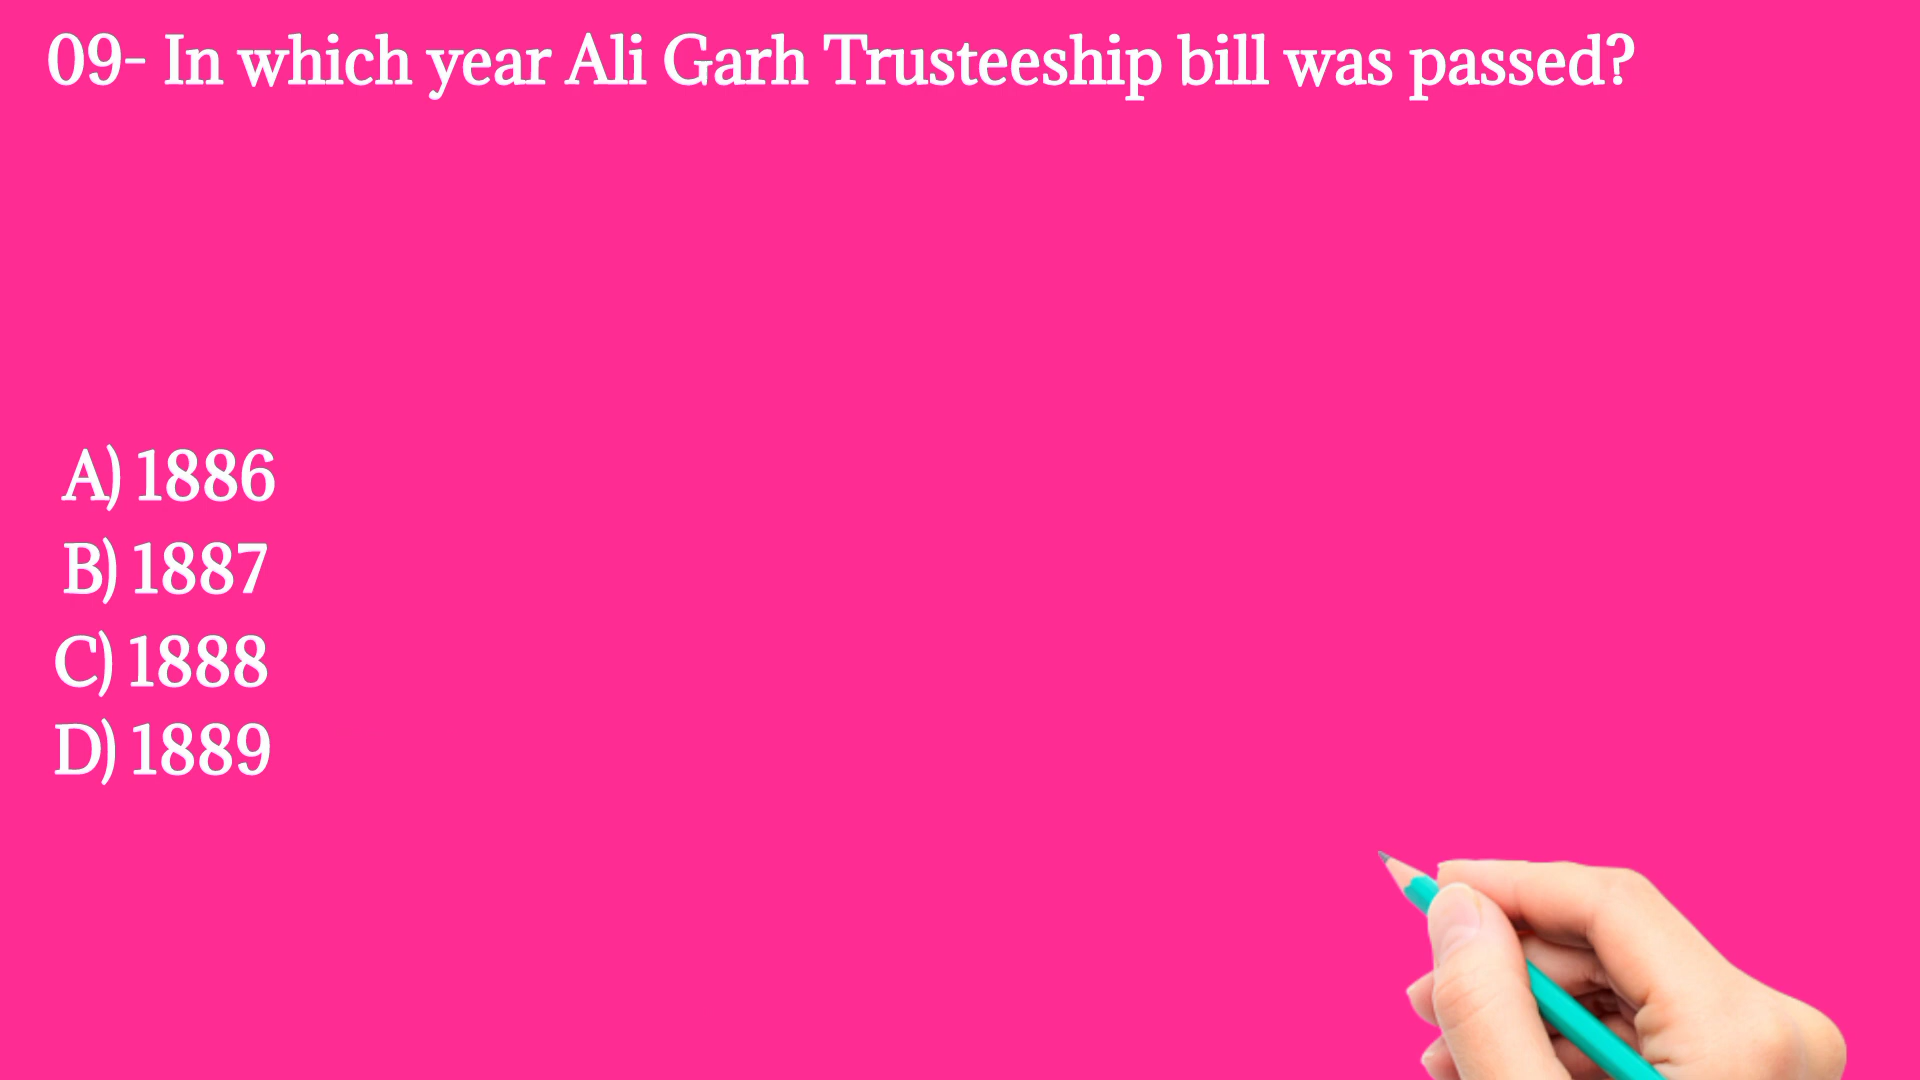 09- In which year Ali Garh Trusteeship bill was passed?
A) 1886
B) 1887
C) 1888
D) 1889